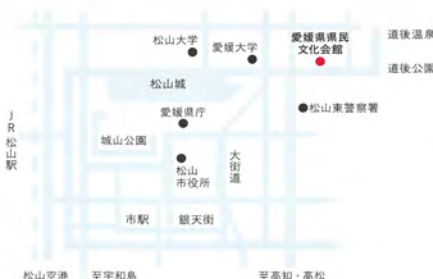 松山大学
愛媛大学
愛媛県県民
文化会館
道後温泉
道後公園
松山城
愛媛県庁
松山東警察署
JR松山駅
城山公園
大街道
松山
市役所
市駅
銀天街
松山空港
至宇和島
至高知・高松